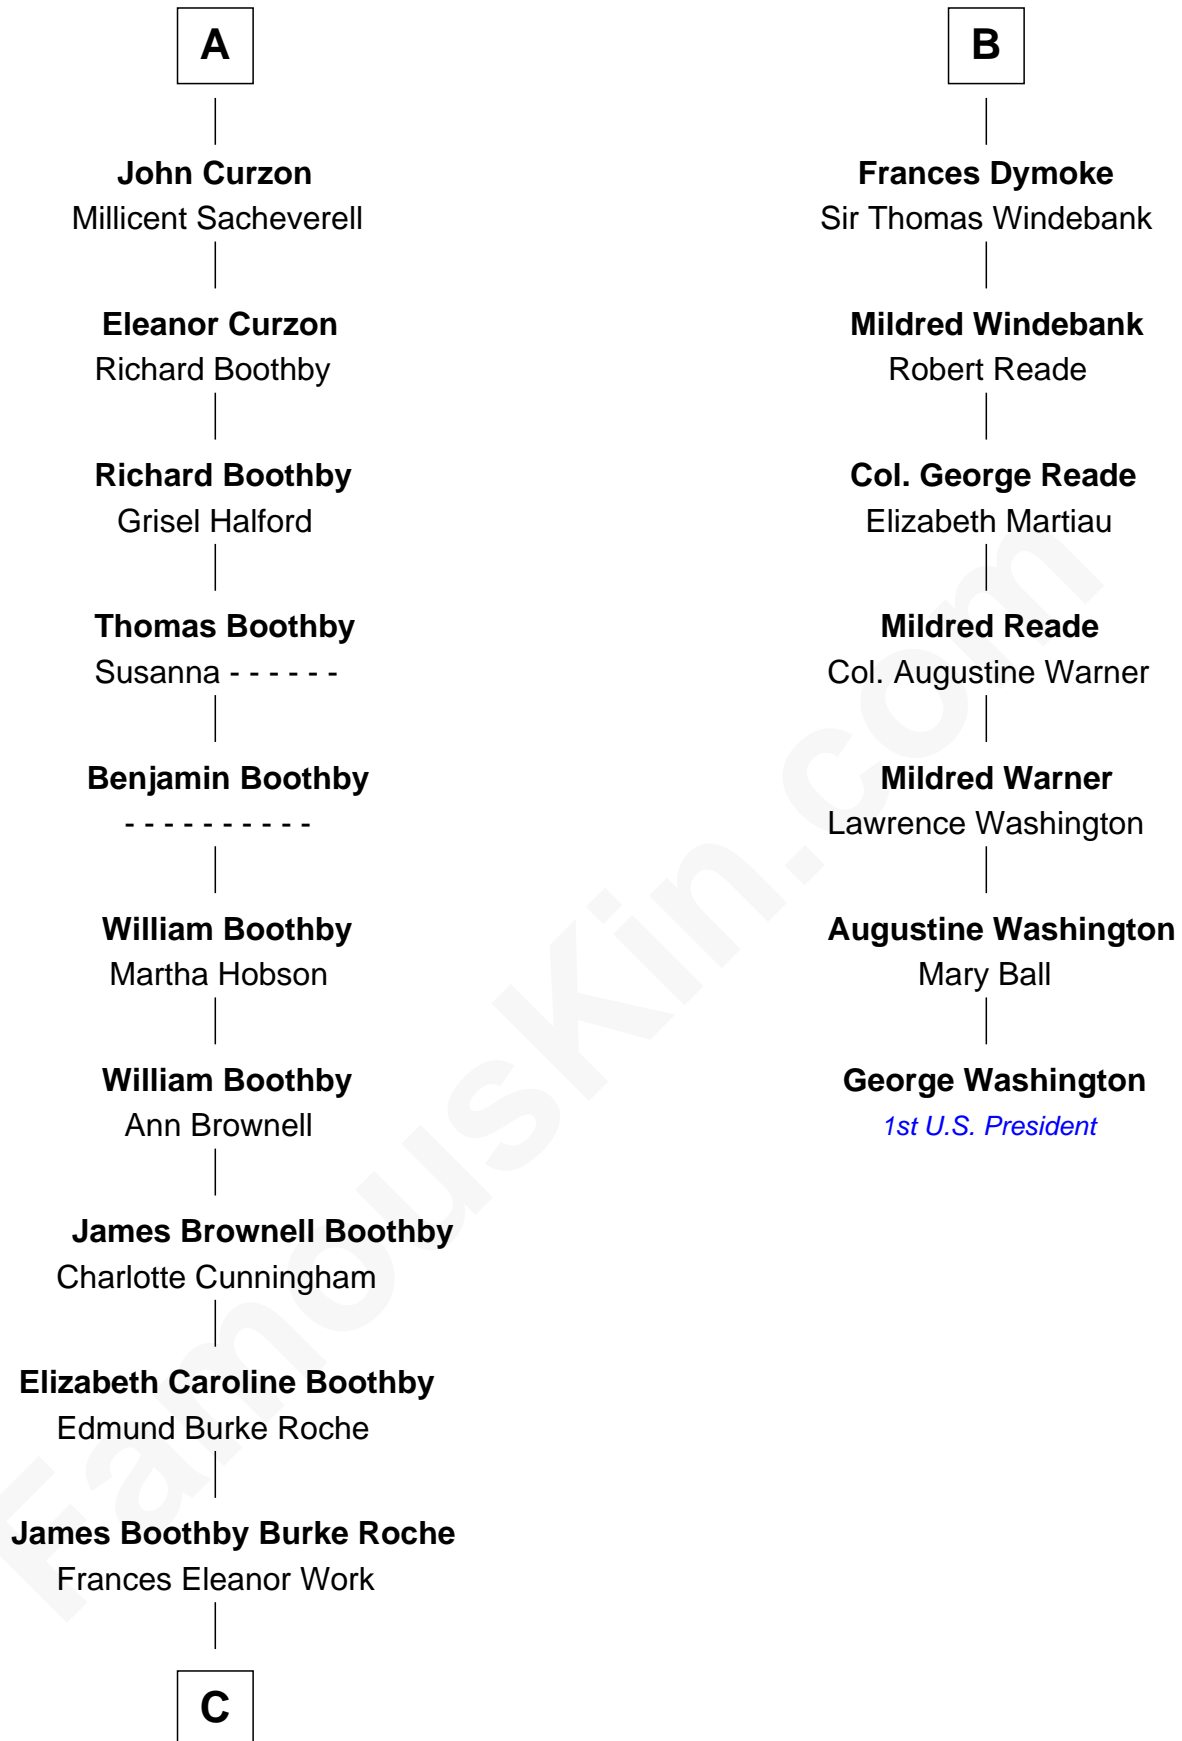 A
John Curzon
Millicent Sacheverell
Eleanor Curzon
Richard Boothby
Richard Boothby
Grisel Halford
Thomas Boothby
Susanna - - - - - -
Benjamin Boothby
- - - - - - - - - -
William Boothby
Martha Hobson
William Boothby
Ann Brownell
James Brownell Boothby
Charlotte Cunningham
Elizabeth Caroline Boothby
Edmund Burke Roche
James Boothby Burke Roche
Frances Eleanor Work
C
B
Frances Dymoke
Sir Thomas Windebank
Mildred Windebank
Robert Reade
Col. George Reade
Elizabeth Martiau
Mildred Reade
Col. Augustine Warner
Mildred Warner
Lawrence Washington
Augustine Washington
Mary Ball
George Washington
1st U.S. President
FamousKin.com